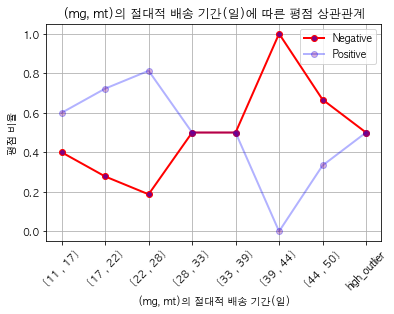 (mg, mt)의 절대적 배송 기간(일)에 따른 평점 상관관계
Negative
Positive
평점 비율
1.0
0.8
0.6
0.4
0.2
0.0
[11 , 17)
[17 , 22)
[22 , 28)
[28 , 33)
[33 , 39)
[39 , 44)
[44 , 50)
hgh_outlier
(mg, mt)의 절대적 배송 기간(일)